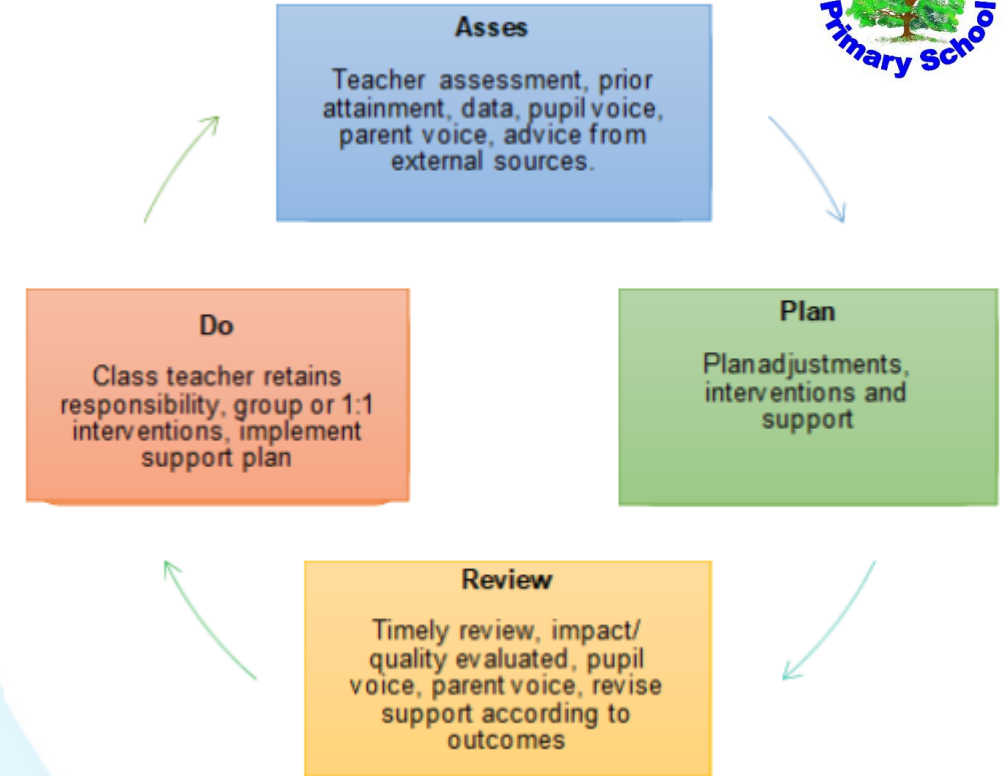 Primary School
Asses
Teacher assessment, prior
attainment, data, pupil voice,
parent voice, advice from
external sources.
Do
Class teacher retains
responsibility, group or 1:1
interventions, implement
support plan
Plan
Planadjustments,
interventions and
support
Review
Timely review, impact/
quality evaluated, pupil
voice, parent voice, revise
support according to
outcomes